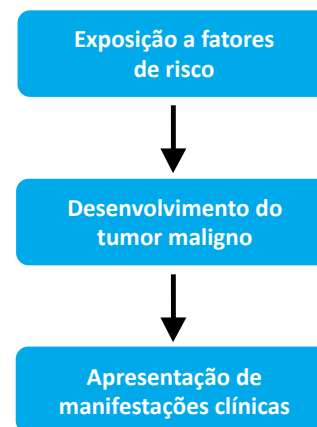 Exposição a fatores
de risco
Desenvolvimento do
tumor maligno
Apresentação de
manifestações clínicas